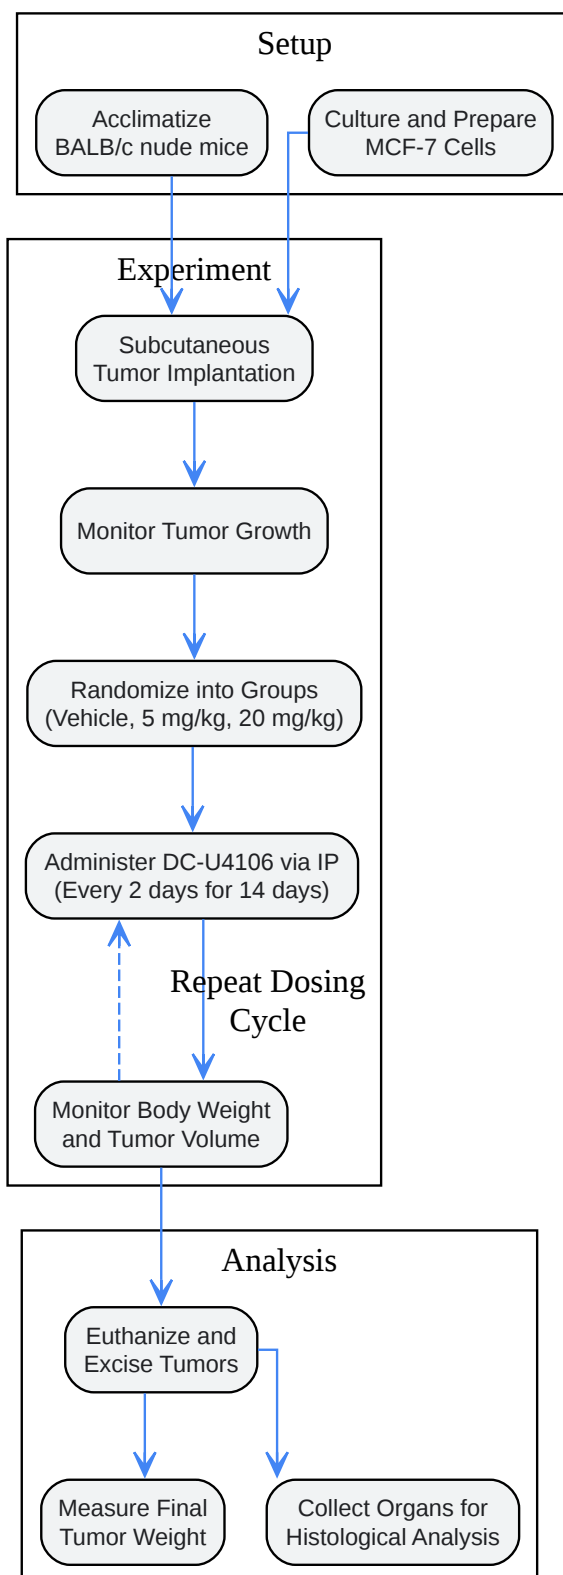 Setup
Acclimatize
BALB/c nude mice
Culture and Prepare
MCF-7 Cells
Experiment
Subcutaneous
Tumor Implantation
Monitor Tumor Growth
Randomize into Groups
(Vehicle, 5 mg/kg, 20 mg/kg)
Administer DC-U4106 via IP
(Every 2 days for 14 days)
Repeat Dosing
Cycle
Monitor Body Weight
and Tumor Volume
Analysis
Euthanize and
Excise Tumors
Measure Final
Tumor Weight
Collect Organs for
Histological Analysis